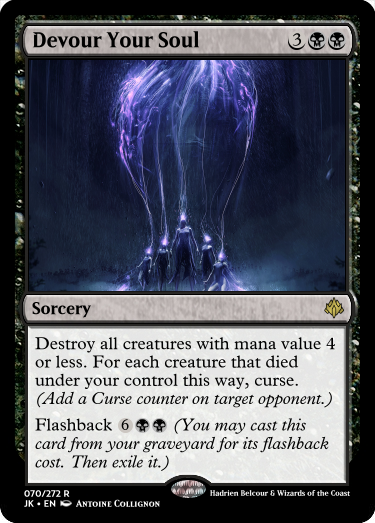 Devour Your Soul 3
Sorcery
Destroy all creatures with mana value 4
or less. For each creature that died
under your control this way, curse.
(Add a Curse counter on target opponent.)
Flashback 6 (You may cast this
card from your graveyard for its flashback
cost. Then exile it.)
070/272 R
JK • EN Antoine Collignon
Hadrien Belcour & Wizards of the Coast